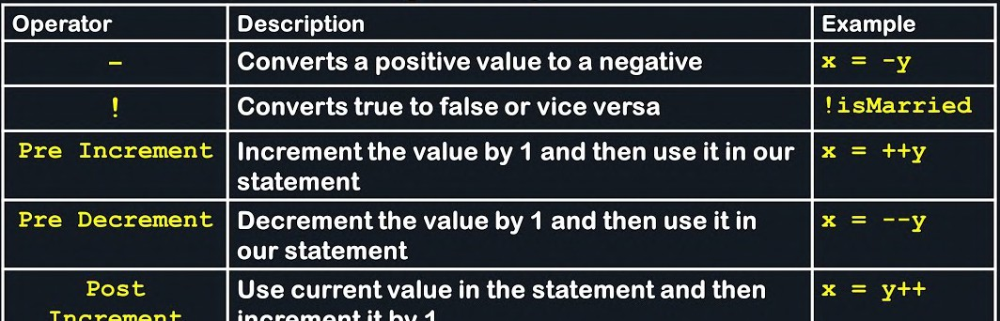 Operator Description Example
– Converts a positive value to a negative x = -y
! Converts true to false or vice versa !isMarried
Pre Increment Increment the value by 1 and then use it in our x = ++y
statement
Pre Decrement Decrement the value by 1 and then use it in x = --y
our statement
Post Use current value in the statement and then x = y++
Increment increment it by 1